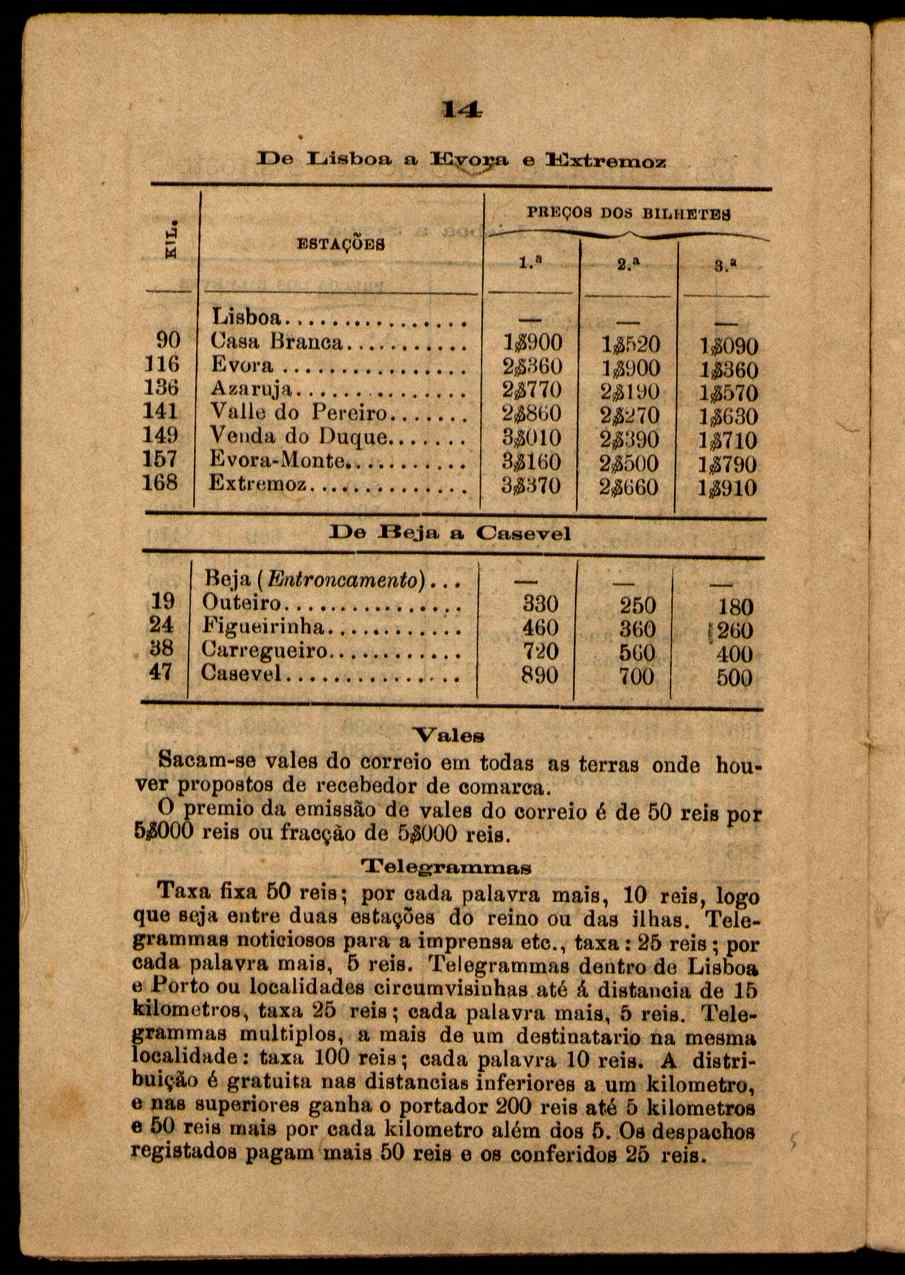 14
De Lisboa a Evora e Extremoz
KIL. ESTAÇÕES PREÇOS DOS BILHETES
1.ª 2.ª 3.ª
Lisboa................ — — —
90 Casa Branca........... 1$900 1$520 1$090
116 Evora ................ 2$360 1$900 1$360
136 Azaruja............... 2$770 2$190 1$570
141 Valle do Pereiro....... 2$860 2$270 1$630
149 Venda do Duque....... 3$010 2$390 1$710
157 Evora-Monte........... 3$160 2$500 1$790
168 Extremoz.............. 3$370 2$660 1$910
De Beja a Casevel
Beja (Entroncamento)... — — —
19 Outeiro................ 330 250 180
24 Figueirinha............ 460 360 260
38 Carregueiro............ 720 560 400
47 Casevel................ 890 700 500
Vales
Sacam-se vales do correio em todas as terras onde hou-
ver propostos de recebedor de comarca.
O premio da emissão de vales do correio é de 50 reis por
5$000 reis ou fracção de 5$000 reis.
Telegrammas
Taxa fixa 50 reis; por cada palavra mais, 10 reis, logo
que seja entre duas estações do reino ou das ilhas. Tele-
grammas noticiosos para a imprensa etc., taxa: 25 reis; por
cada palavra mais, 5 reis. Telegrammas dentro de Lisboa
e Porto ou localidades circumvisinhas até á distancia de 15
kilometros, taxa 25 reis; cada palavra mais, 5 reis. Tele-
grammas multiplos, a mais de um destinatario na mesma
localidade: taxa 100 reis; cada palavra 10 reis. A distri-
buição é gratuita nas distancias inferiores a um kilometro,
e nas superiores ganha o portador 200 reis até 5 kilometros
e 50 reis mais por cada kilometro além dos 5. Os despachos
registados pagam mais 50 reis e os conferidos 25 reis.